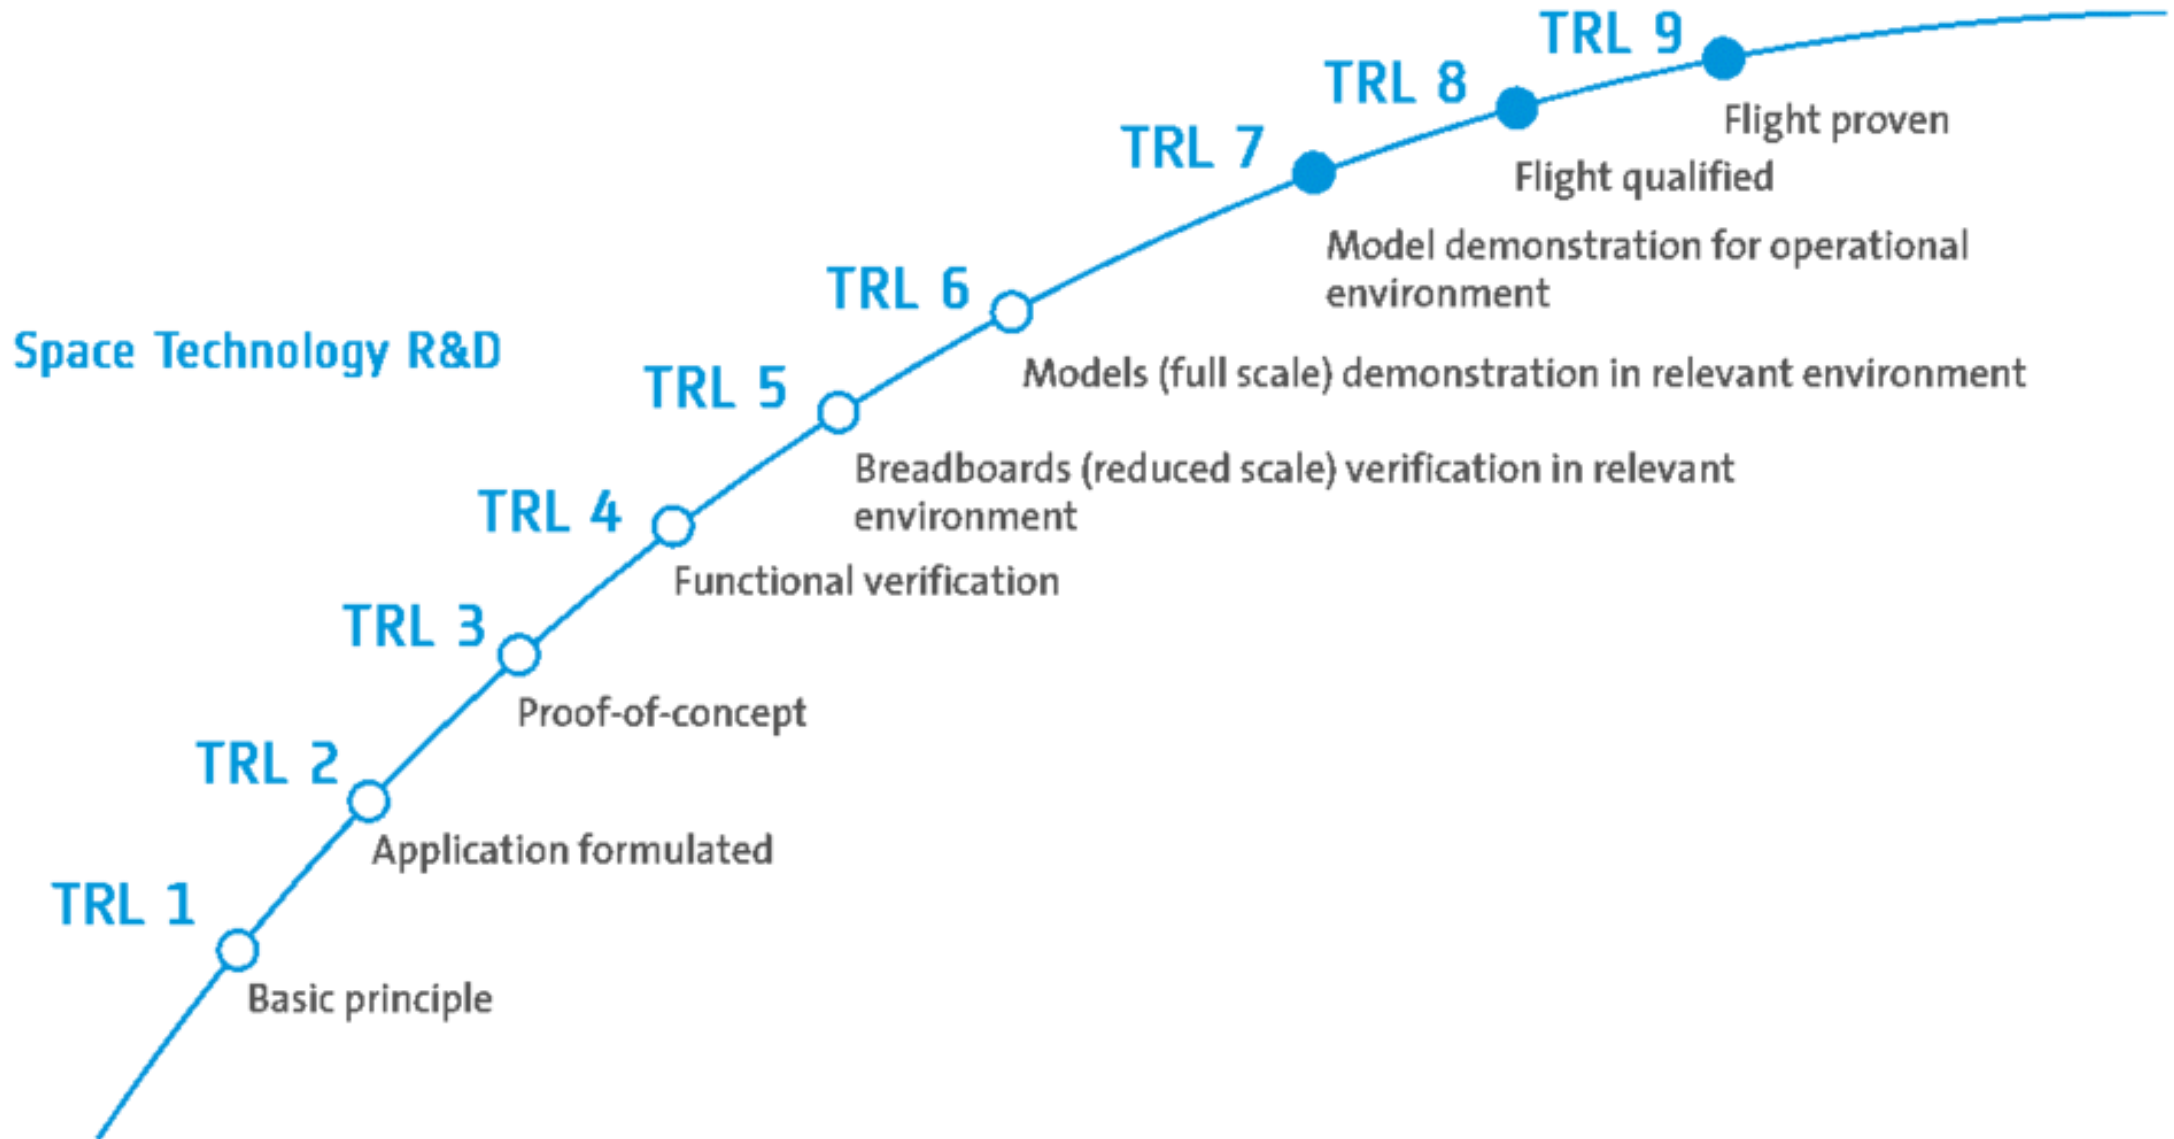 TRL 9
Flight proven
TRL 8
Flight qualified
TRL 7
Model demonstration for operational
environment
TRL 6
Models (full scale) demonstration in relevant environment
Space Technology R&D
TRL 5
Breadboards (reduced scale) verification in relevant
environment
TRL 4
Functional verification
TRL 3
Proof-of-concept
TRL 2
Application formulated
TRL 1
Basic principle